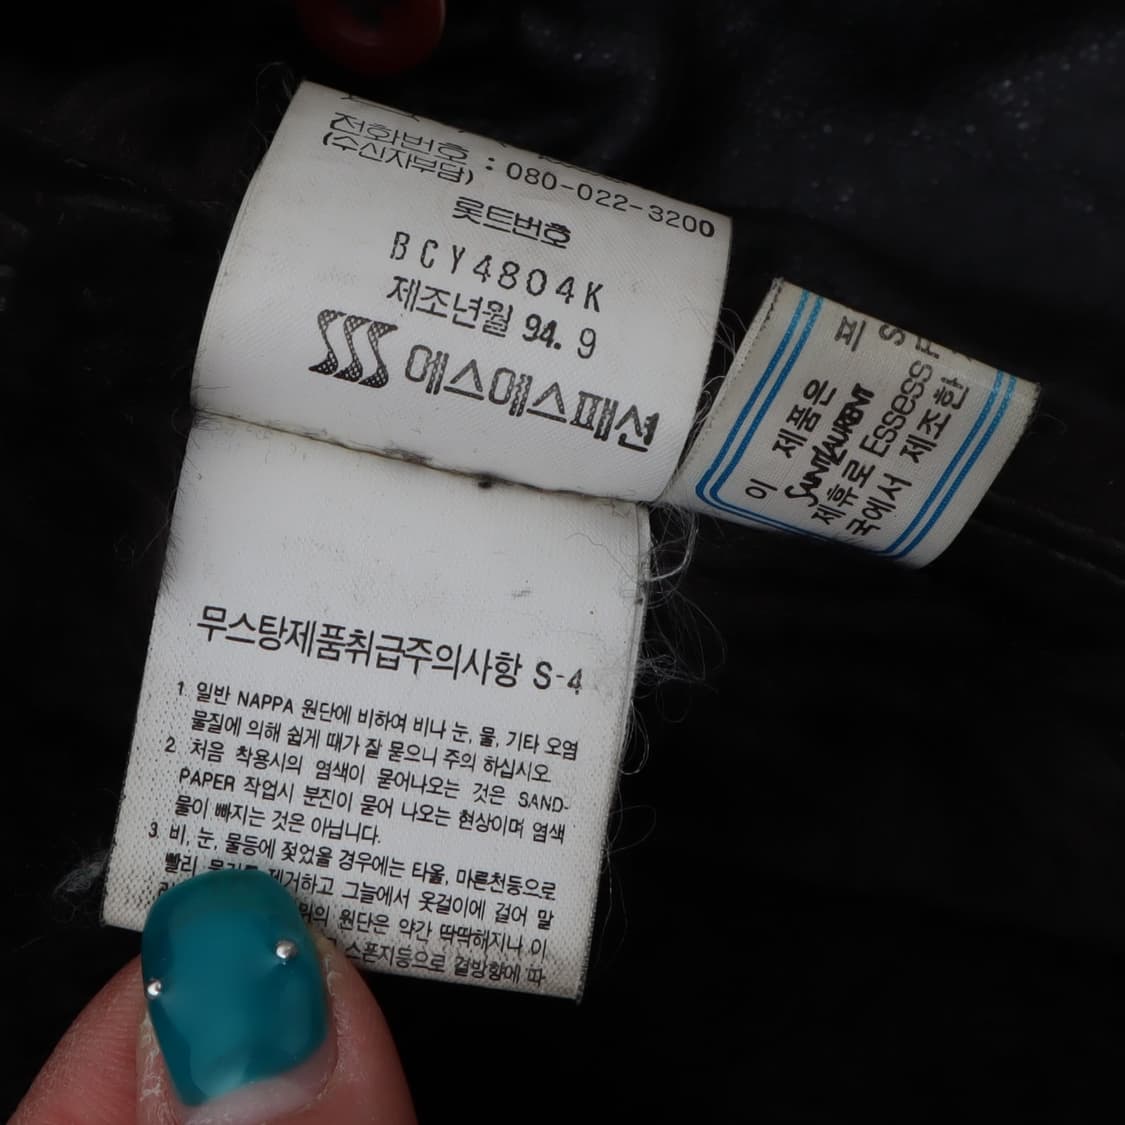 전화번호 : 080-022-3200
(수신자부담)
롯트번호
BCY4804K
제조년월 94. 9
SSS 에스에스패션
무스탕제품취급주의사항 S-4
1. 일반 NAPPA 원단에 비하여 비나 눈, 물, 기타 오염
물질에 의해 쉽게 때가 잘 묻으니 주의 하십시오
2. 처음 착용시의 염색이 묻어나오는 것은 SAND-
PAPER 작업시 분진이 묻어 나오는 현상이며 염색
물이 빠지는 것은 아닙니다.
3. 비, 눈, 물등에 젖었을 경우에는 타올, 마른천등으로
빨리 제거하고 그늘에서 옷걸이에 걸어 말
원단은 약간 딱딱해지나 이
스폰지등으로 결방향에 따
이 제품은
SAINT LAURENT
제휴로 ESSESS F
국에서 제조한